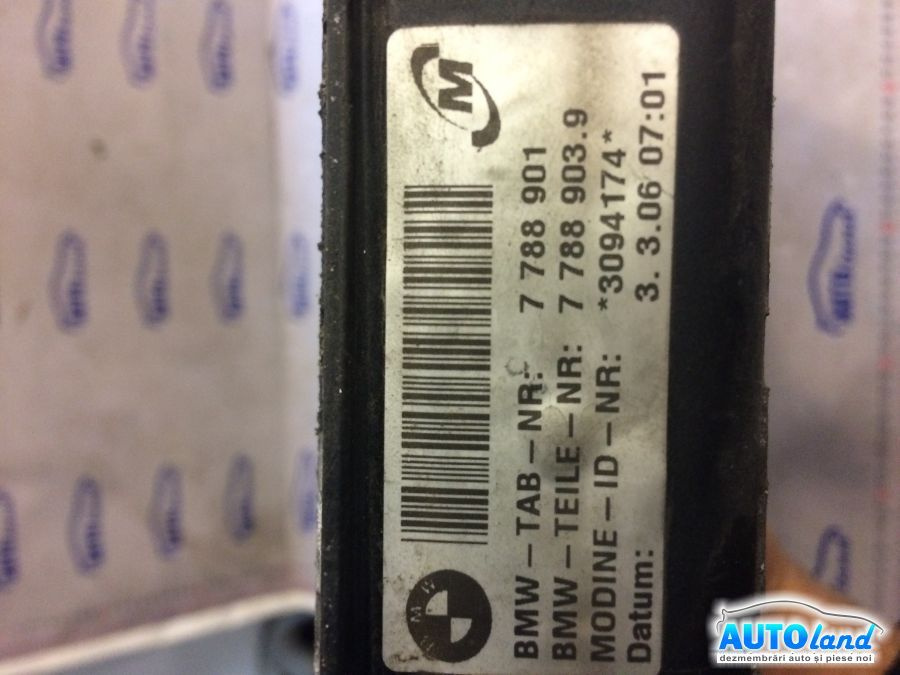 M
BMW
BMW-TAB-NR: 7 788 901
BMW-TEILE-NR: 7 788 903.9
MODINE-ID-NR: *3094174*
Datum: 3. 3.06 07:01
AUTOland
dezmembrări auto și piese noi